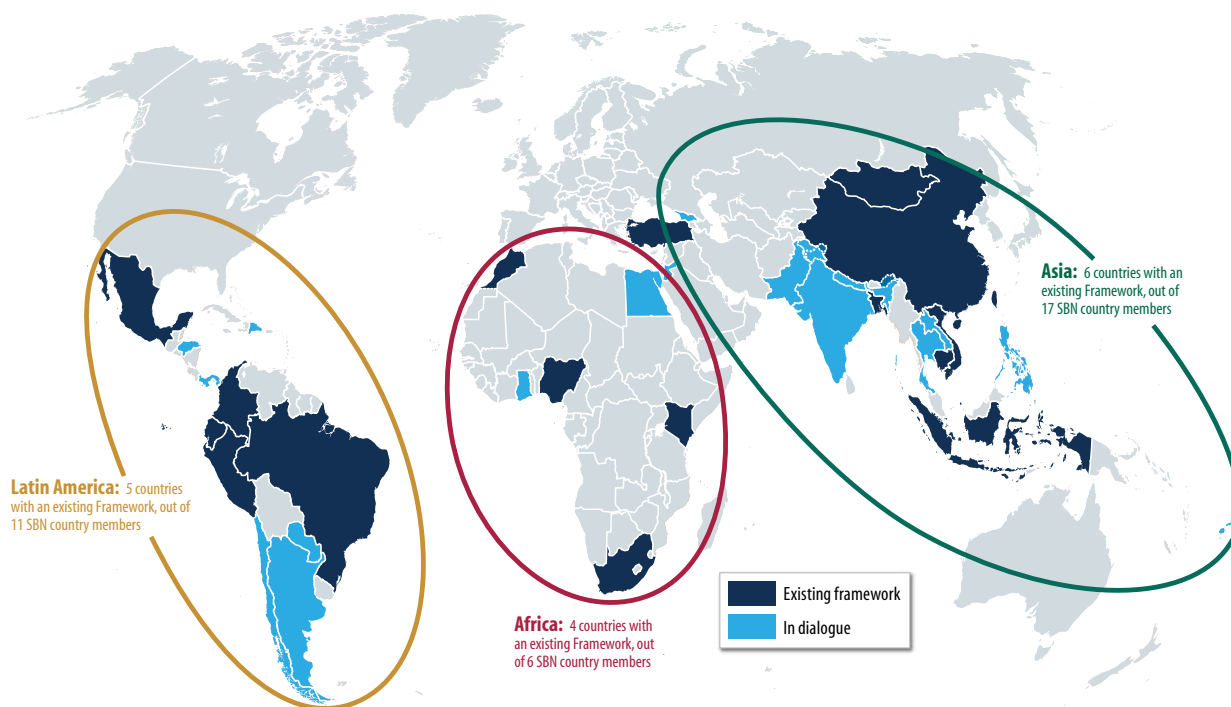 Asia: 6 countries with an
existing Framework, out of
17 SBN country members
Latin America: 5 countries
with an existing Framework, out of
11 SBN country members
Existing framework
In dialogue
Africa: 4 countries with
an existing Framework, out
of 6 SBN country members